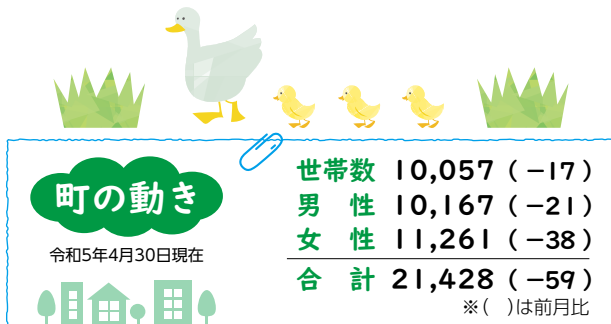 町の動き
令和5年4月30日現在
世帯数 10,057 (−17)
男 性 10,167 (−21)
女 性 11,261 (−38)
合 計 21,428 (−59)
※( )は前月比